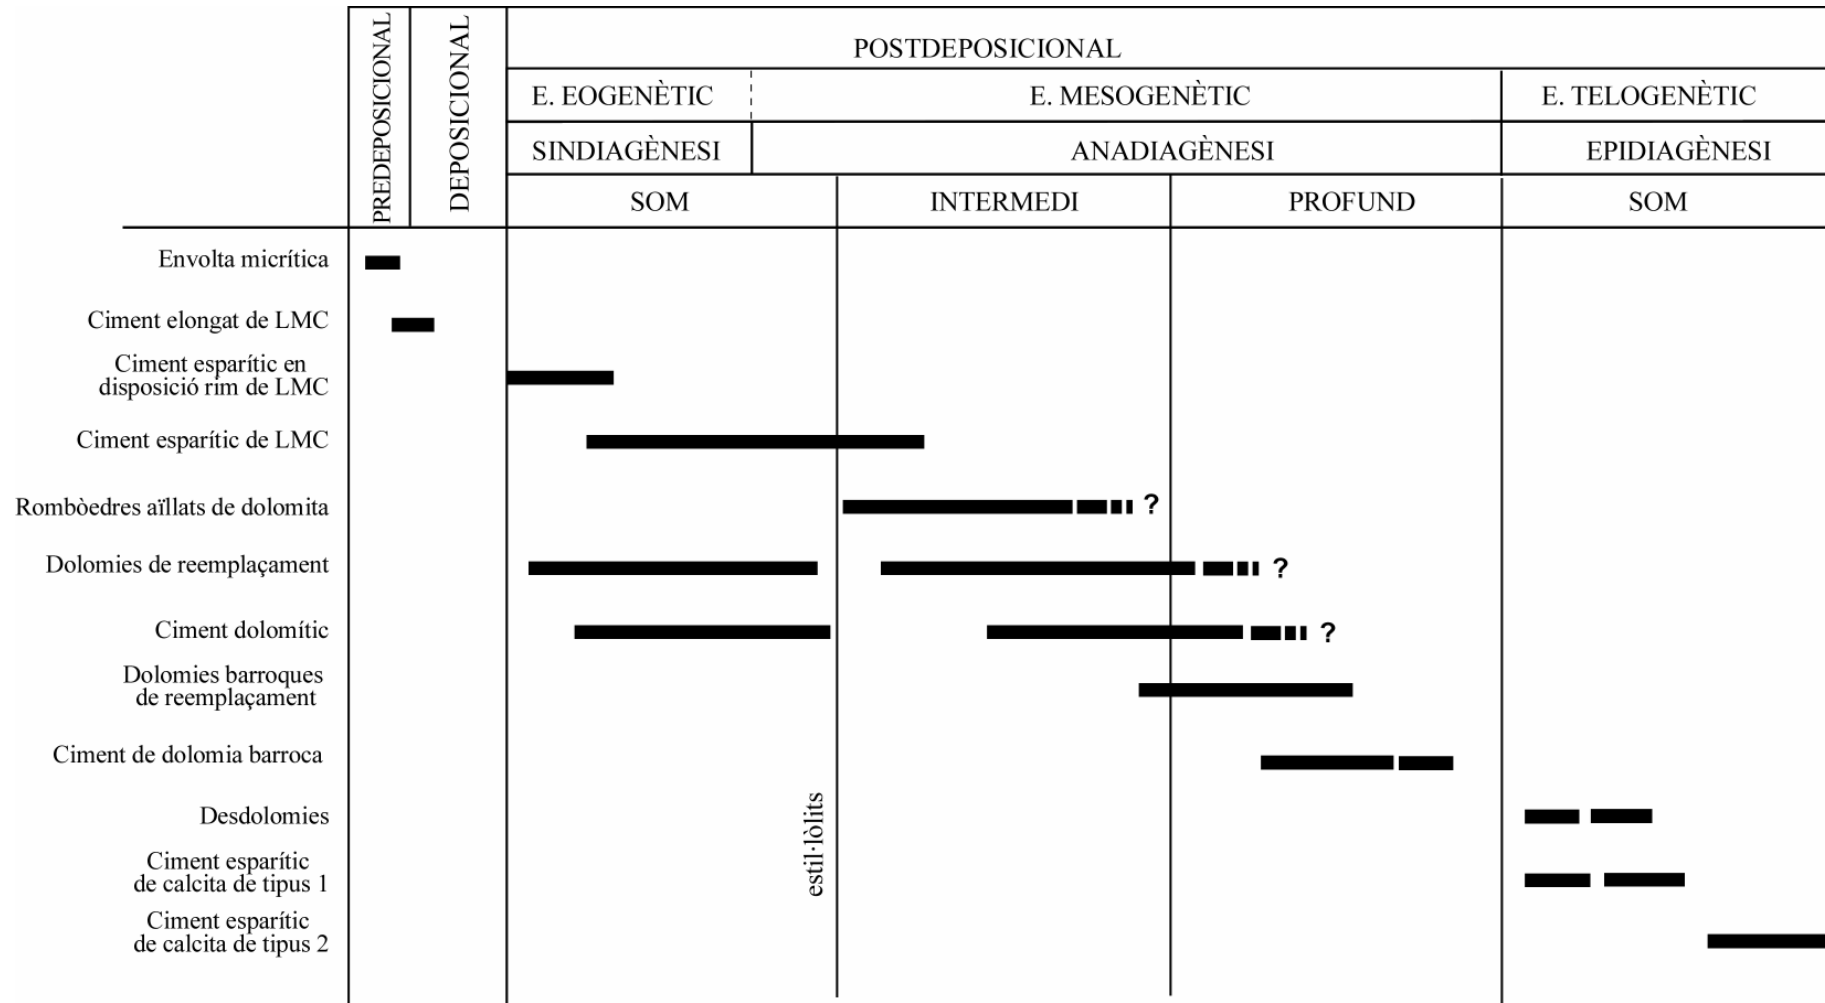 PREDEPOSICIONAL
DEPOSICIONAL
POSTDEPOSICIONAL
E. EOGENÈTIC
E. MESOGENÈTIC
E. TELOGENÈTIC
SINDIAGÈNESI
ANADIAGÈNESI
EPIDIAGÈNESI
SOM
INTERMEDI
PROFUND
SOM
Envolta micrítica
Ciment elongat de LMC
Ciment esparític en
disposició rim de LMC
Ciment esparític de LMC
Rombòedres aïllats de dolomita
?
Dolomies de reemplaçament
?
Ciment dolomític
?
Dolomies barroques
de reemplaçament
Ciment de dolomia barroca
estil·lòlits
Desdolomies
Ciment esparític
de calcita de tipus 1
Ciment esparític
de calcita de tipus 2